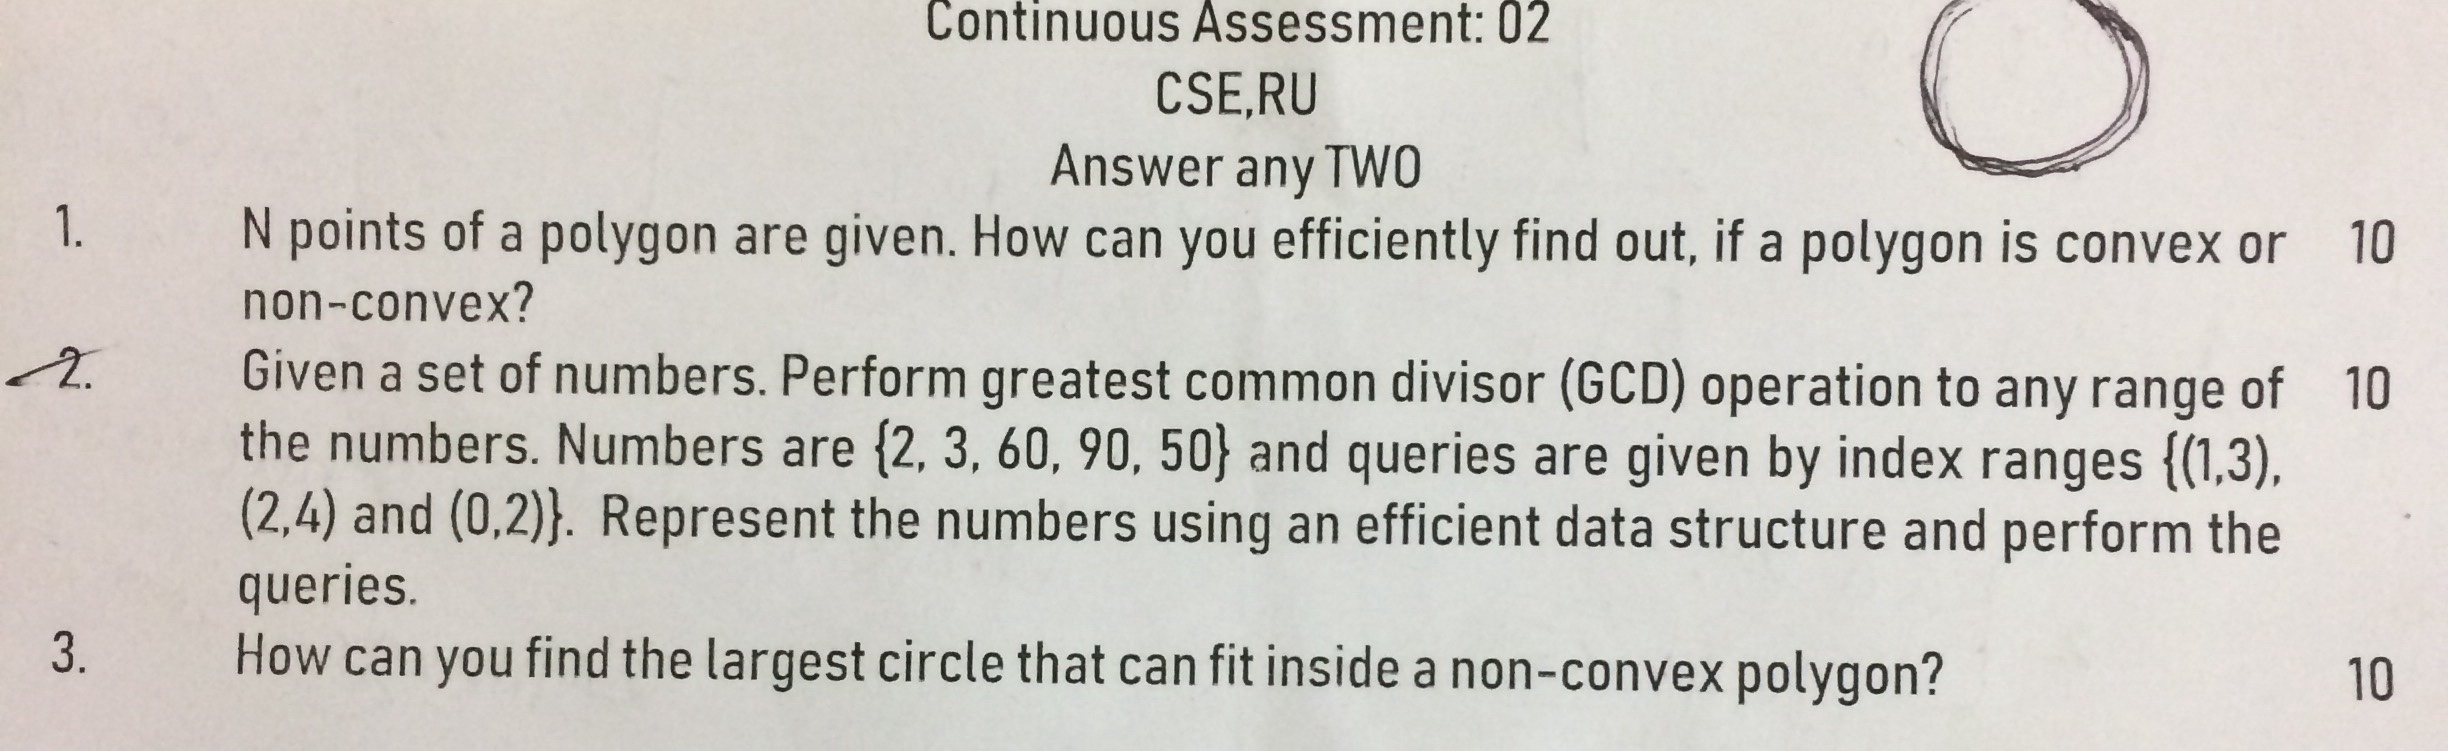 Continuous Assessment: 02
CSE,RU
Answer any TWO
1. N points of a polygon are given. How can you efficiently find out, if a polygon is convex or 10
non-convex?
2. Given a set of numbers. Perform greatest common divisor (GCD) operation to any range of 10
the numbers. Numbers are {2, 3, 60, 90, 50} and queries are given by index ranges {(1,3),
(2,4) and (0,2)}. Represent the numbers using an efficient data structure and perform the
queries.
3. How can you find the largest circle that can fit inside a non-convex polygon? 10